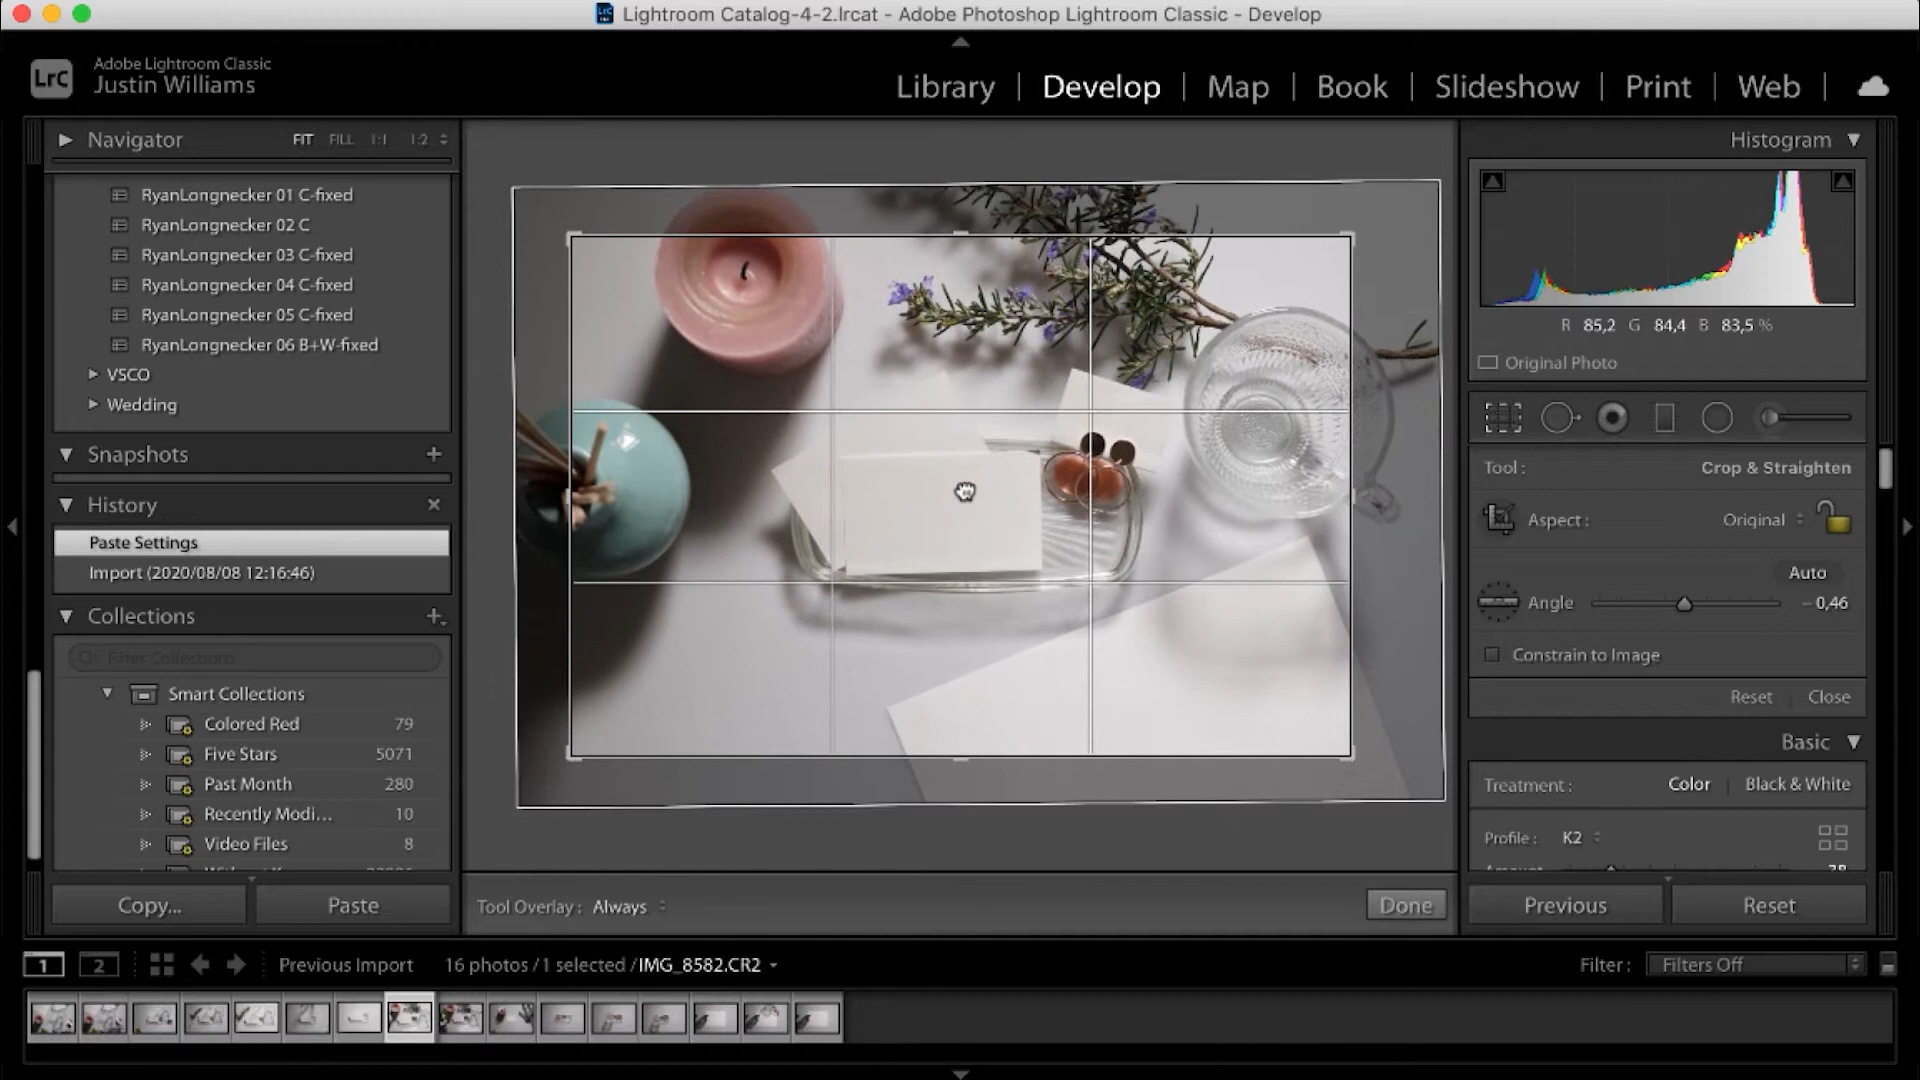 Lightroom Catalog-4-2.lrcat - Adobe Photoshop Lightroom Classic - Develop
LrC
Adobe Lightroom Classic
Justin Williams
Library | Develop | Map | Book | Slideshow | Print | Web |
Navigator FIT FILL 1:1 1:2
RyanLongnecker 01 C-fixed
RyanLongnecker 02 C
RyanLongnecker 03 C-fixed
RyanLongnecker 04 C-fixed
RyanLongnecker 05 C-fixed
RyanLongnecker 06 B+W-fixed
VSCO
Wedding
Snapshots
History
Paste Settings
Import (2020/08/08 12:16:46)
Collections
Filter Collections
Smart Collections
Colored Red 79
Five Stars 5071
Past Month 280
Recently Modi... 10
Video Files 8
Copy... Paste
Tool Overlay : Always
Done
Histogram
R 85,2 G 84,4 B 83,5 %
Original Photo
Tool : Crop & Straighten
Aspect : Original
Auto
Angle - 0,46
Constrain to Image
Reset Close
Basic
Treatment : Color Black & White
Profile : K2
Previous Reset
1 2 Previous Import 16 photos / 1 selected / IMG_8582.CR2
Filter : Filters Off